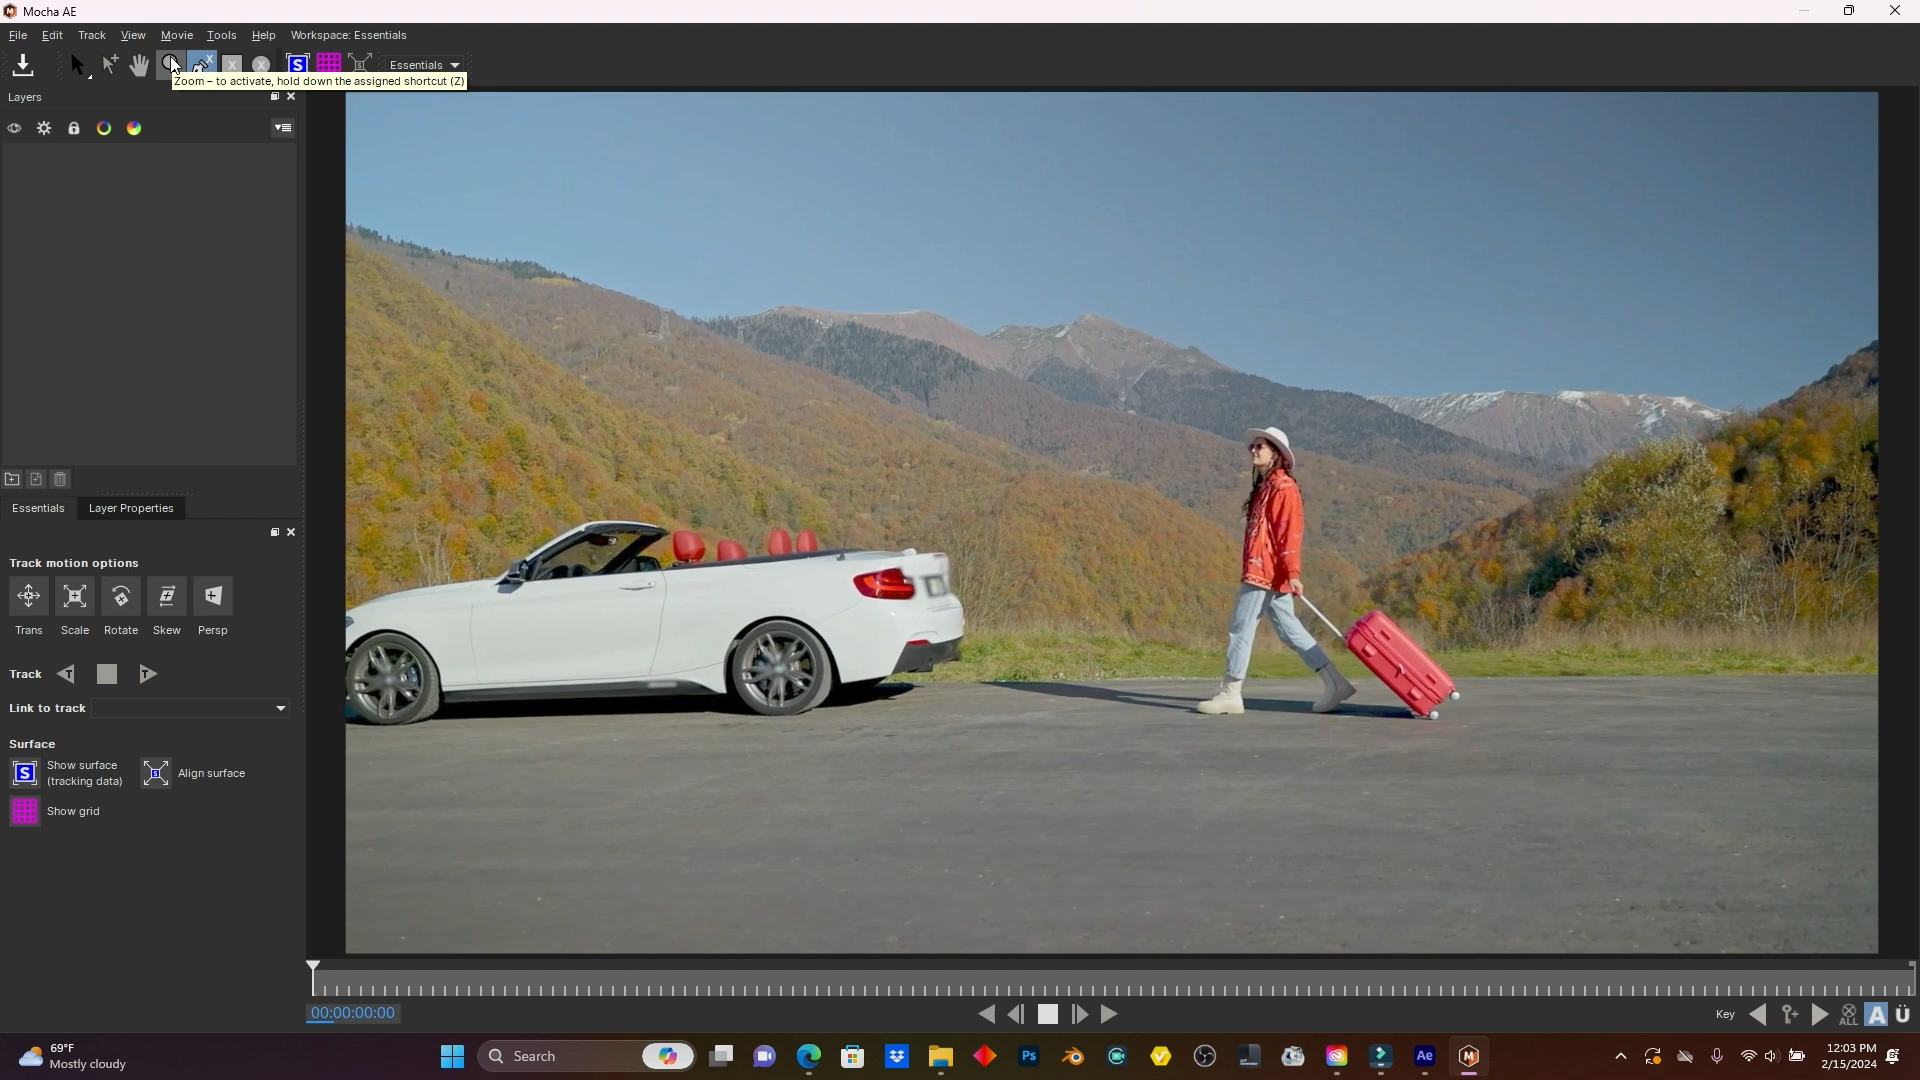 Mocha AE
File Edit Track View Movie Tools Help Workspace: Essentials
Essentials
Zoom – to activate, hold down the assigned shortcut (Z)
Layers
Essentials Layer Properties
Track motion options
Trans Scale Rotate Skew Persp
Track T T
Link to track
Surface
S Show surface
(tracking data)
Align surface
Show grid
00:00:00:00
Key
ALL A Ü
69°F
Mostly cloudy
Search
Ps
Ae
M
12:03 PM
2/15/2024